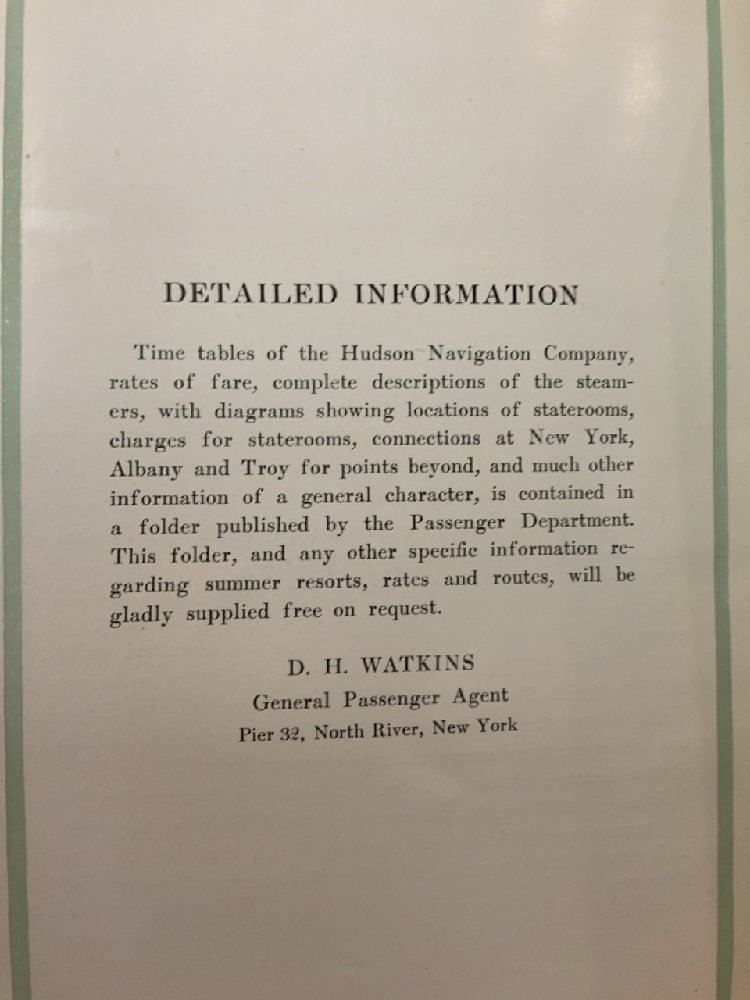 DETAILED INFORMATION
Time tables of the Hudson Navigation Company,
rates of fare, complete descriptions of the steam-
ers, with diagrams showing locations of staterooms,
charges for staterooms, connections at New York,
Albany and Troy for points beyond, and much other
information of a general character, is contained in
a folder published by the Passenger Department.
This folder, and any other specific information re-
garding summer resorts, rates and routes, will be
gladly supplied free on request.
D. H. WATKINS
General Passenger Agent
Pier 32, North River, New York